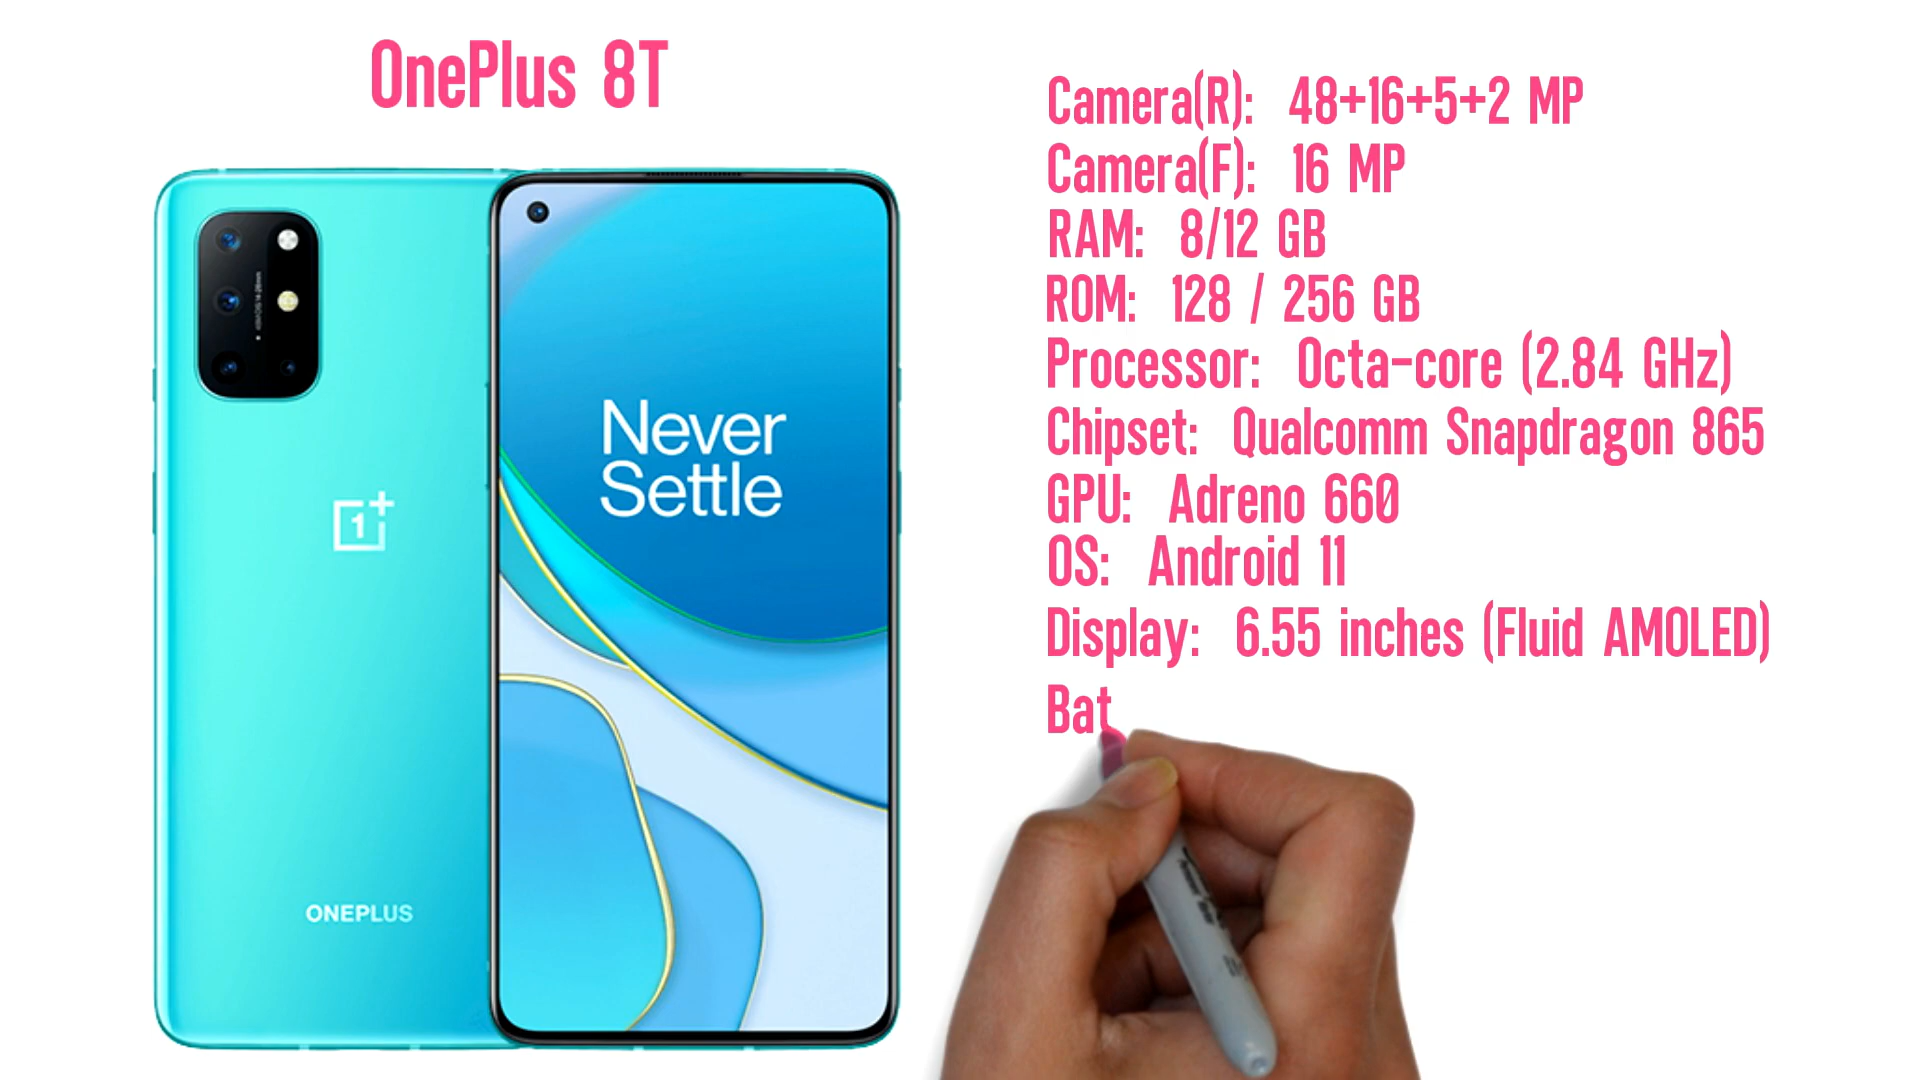 OnePlus 8T
Camera(R): 48+16+5+2 MP
Camera(F): 16 MP
RAM: 8/12 GB
ROM: 128 / 256 GB
Processor: Octa-core (2.84 GHz)
Chipset: Qualcomm Snapdragon 865
GPU: Adreno 660
OS: Android 11
Display: 6.55 inches (Fluid AMOLED)
Bat
Never
Settle
1+
ONEPLUS